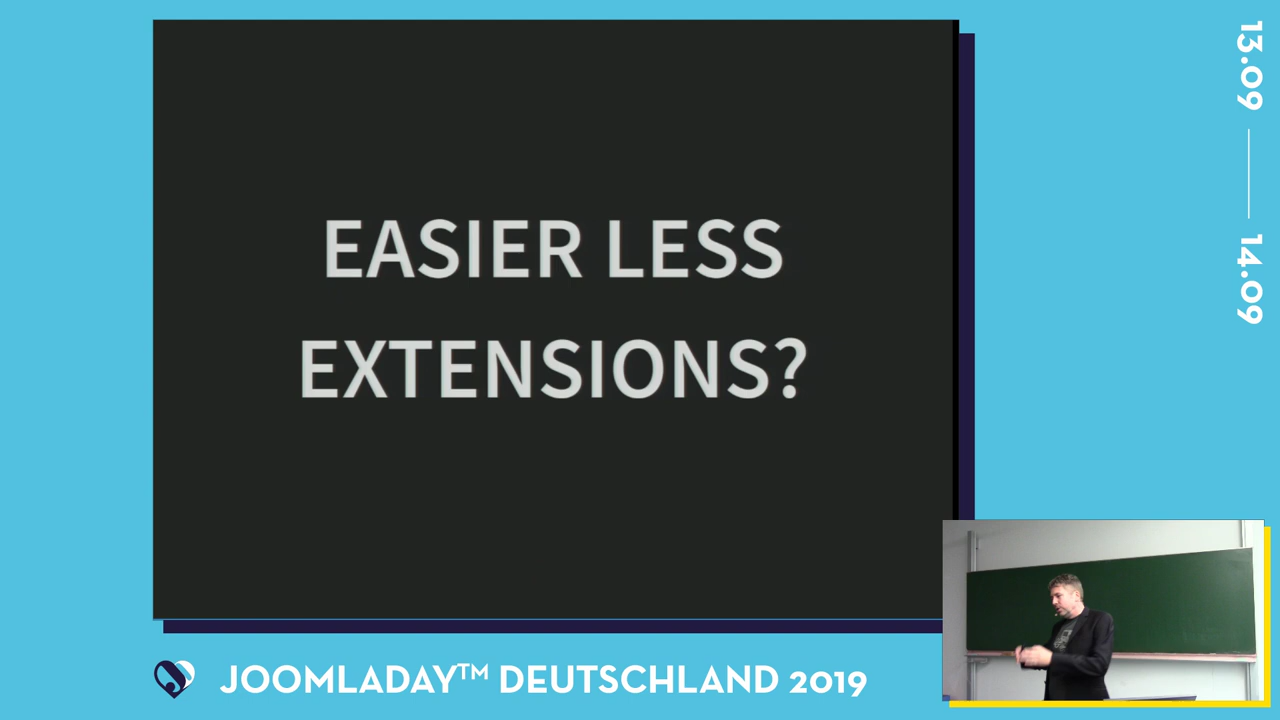 EASIER LESS
EXTENSIONS?
13.09
14.09
JOOMLADAY™ DEUTSCHLAND 2019